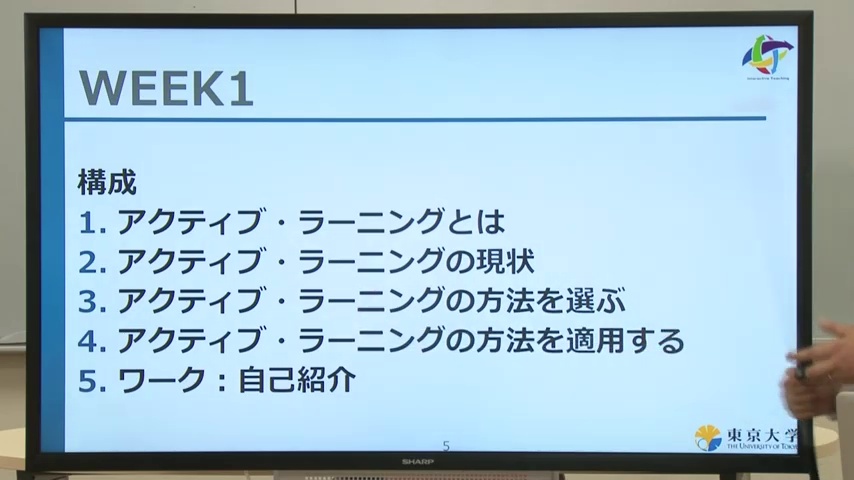 WEEK1
Interactive Teaching
構成
1. アクティブ・ラーニングとは
2. アクティブ・ラーニングの現状
3. アクティブ・ラーニングの方法を選ぶ
4. アクティブ・ラーニングの方法を適用する
5. ワーク：自己紹介
5
東京大学
THE UNIVERSITY OF TOKYO
SHARP